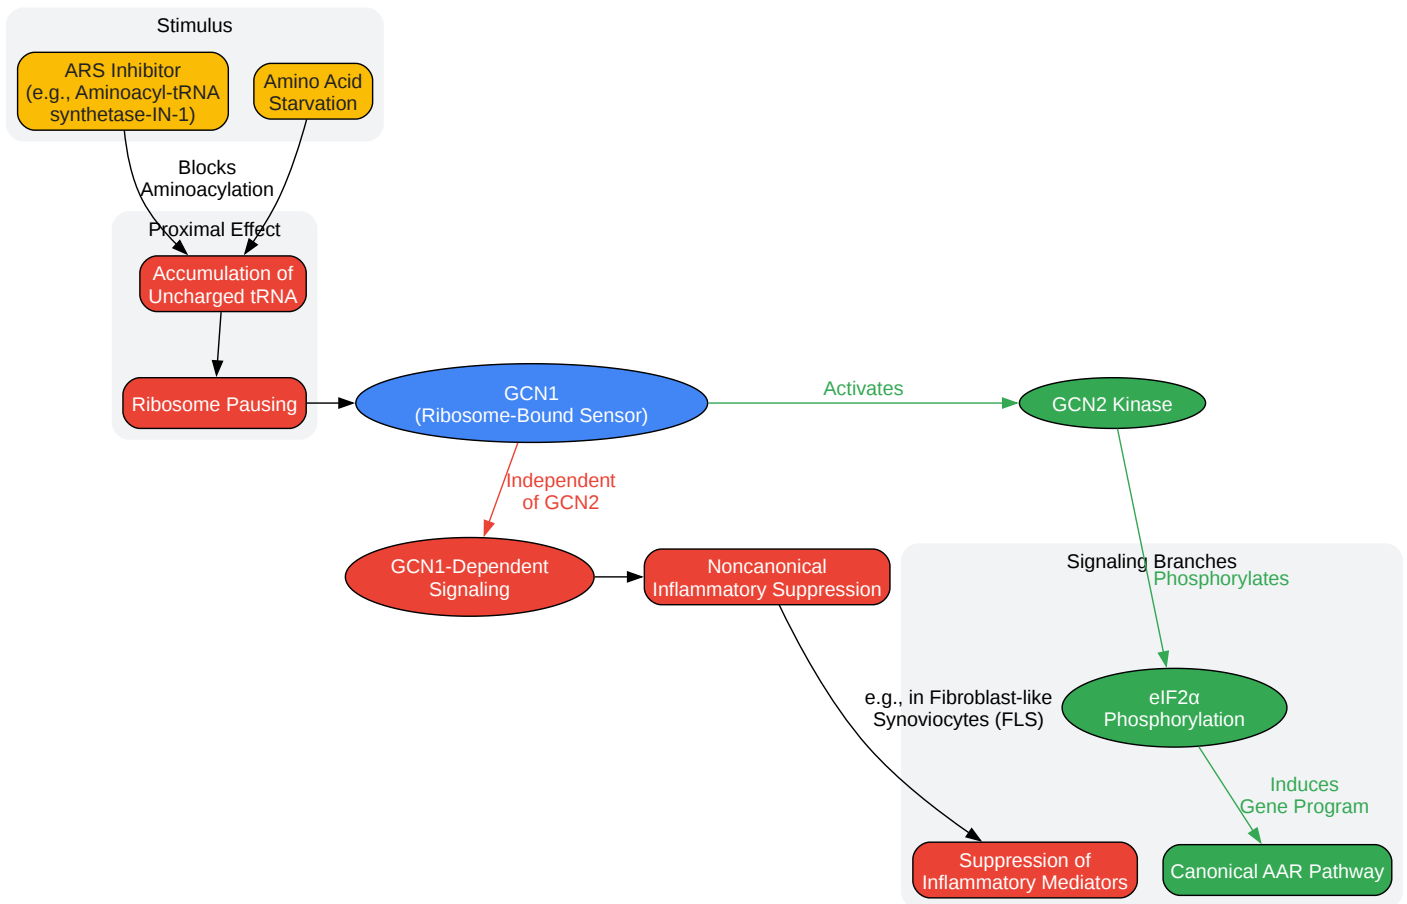 Stimulus
ARS Inhibitor
(e.g., Aminoacyl-tRNA
synthetase-IN-1)
Amino Acid
Starvation
Blocks
Aminoacylation
Proximal Effect
Accumulation of
Uncharged tRNA
Ribosome Pausing
GCN1
(Ribosome-Bound Sensor)
Activates
GCN2 Kinase
Independent
of GCN2
GCN1-Dependent
Signaling
Noncanonical
Inflammatory Suppression
Signaling Branches
Phosphorylates
e.g., in Fibroblast-like
Synoviocytes (FLS)
eIF2α
Phosphorylation
Induces
Gene Program
Suppression of
Inflammatory Mediators
Canonical AAR Pathway